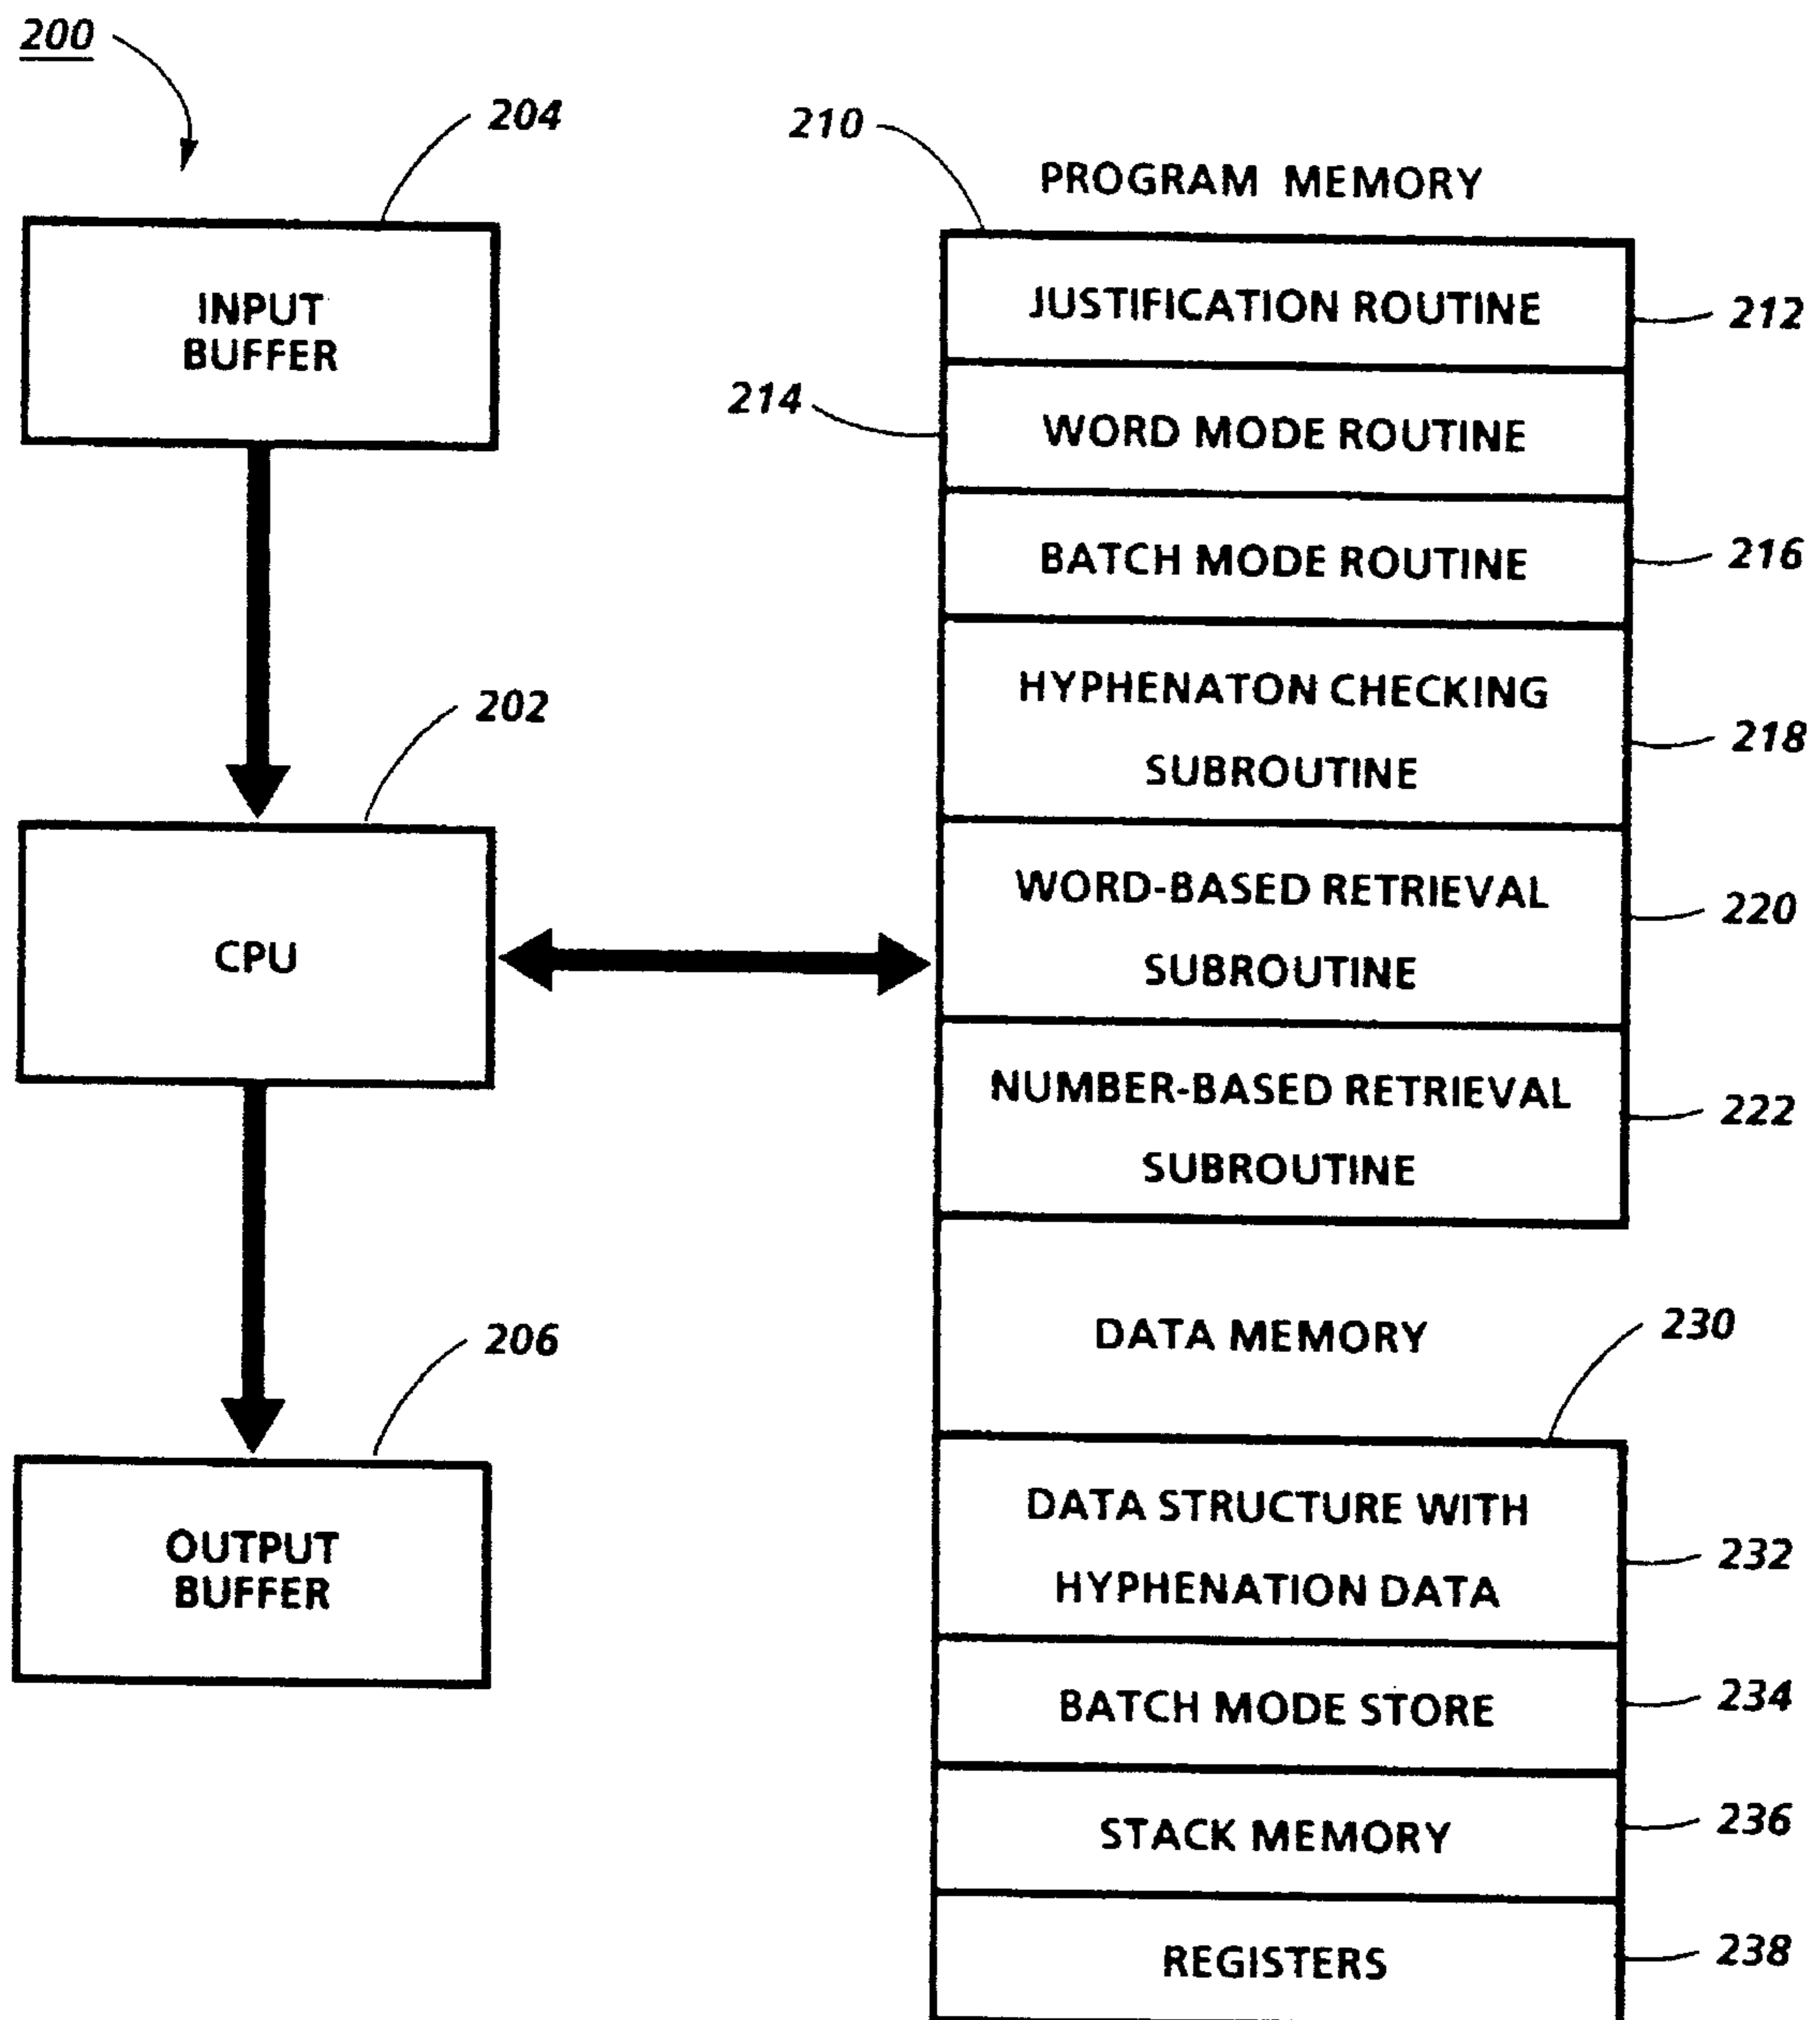 200
204
INPUT
BUFFER
202
CPU
206
OUTPUT
BUFFER
210
PROGRAM MEMORY
JUSTIFICATION ROUTINE
212
214
WORD MODE ROUTINE
BATCH MODE ROUTINE
216
HYPHENATON CHECKING
SUBROUTINE
218
WORD-BASED RETRIEVAL
SUBROUTINE
220
NUMBER-BASED RETRIEVAL
SUBROUTINE
222
DATA MEMORY
230
DATA STRUCTURE WITH
HYPHENATION DATA
232
BATCH MODE STORE
234
STACK MEMORY
236
REGISTERS
238